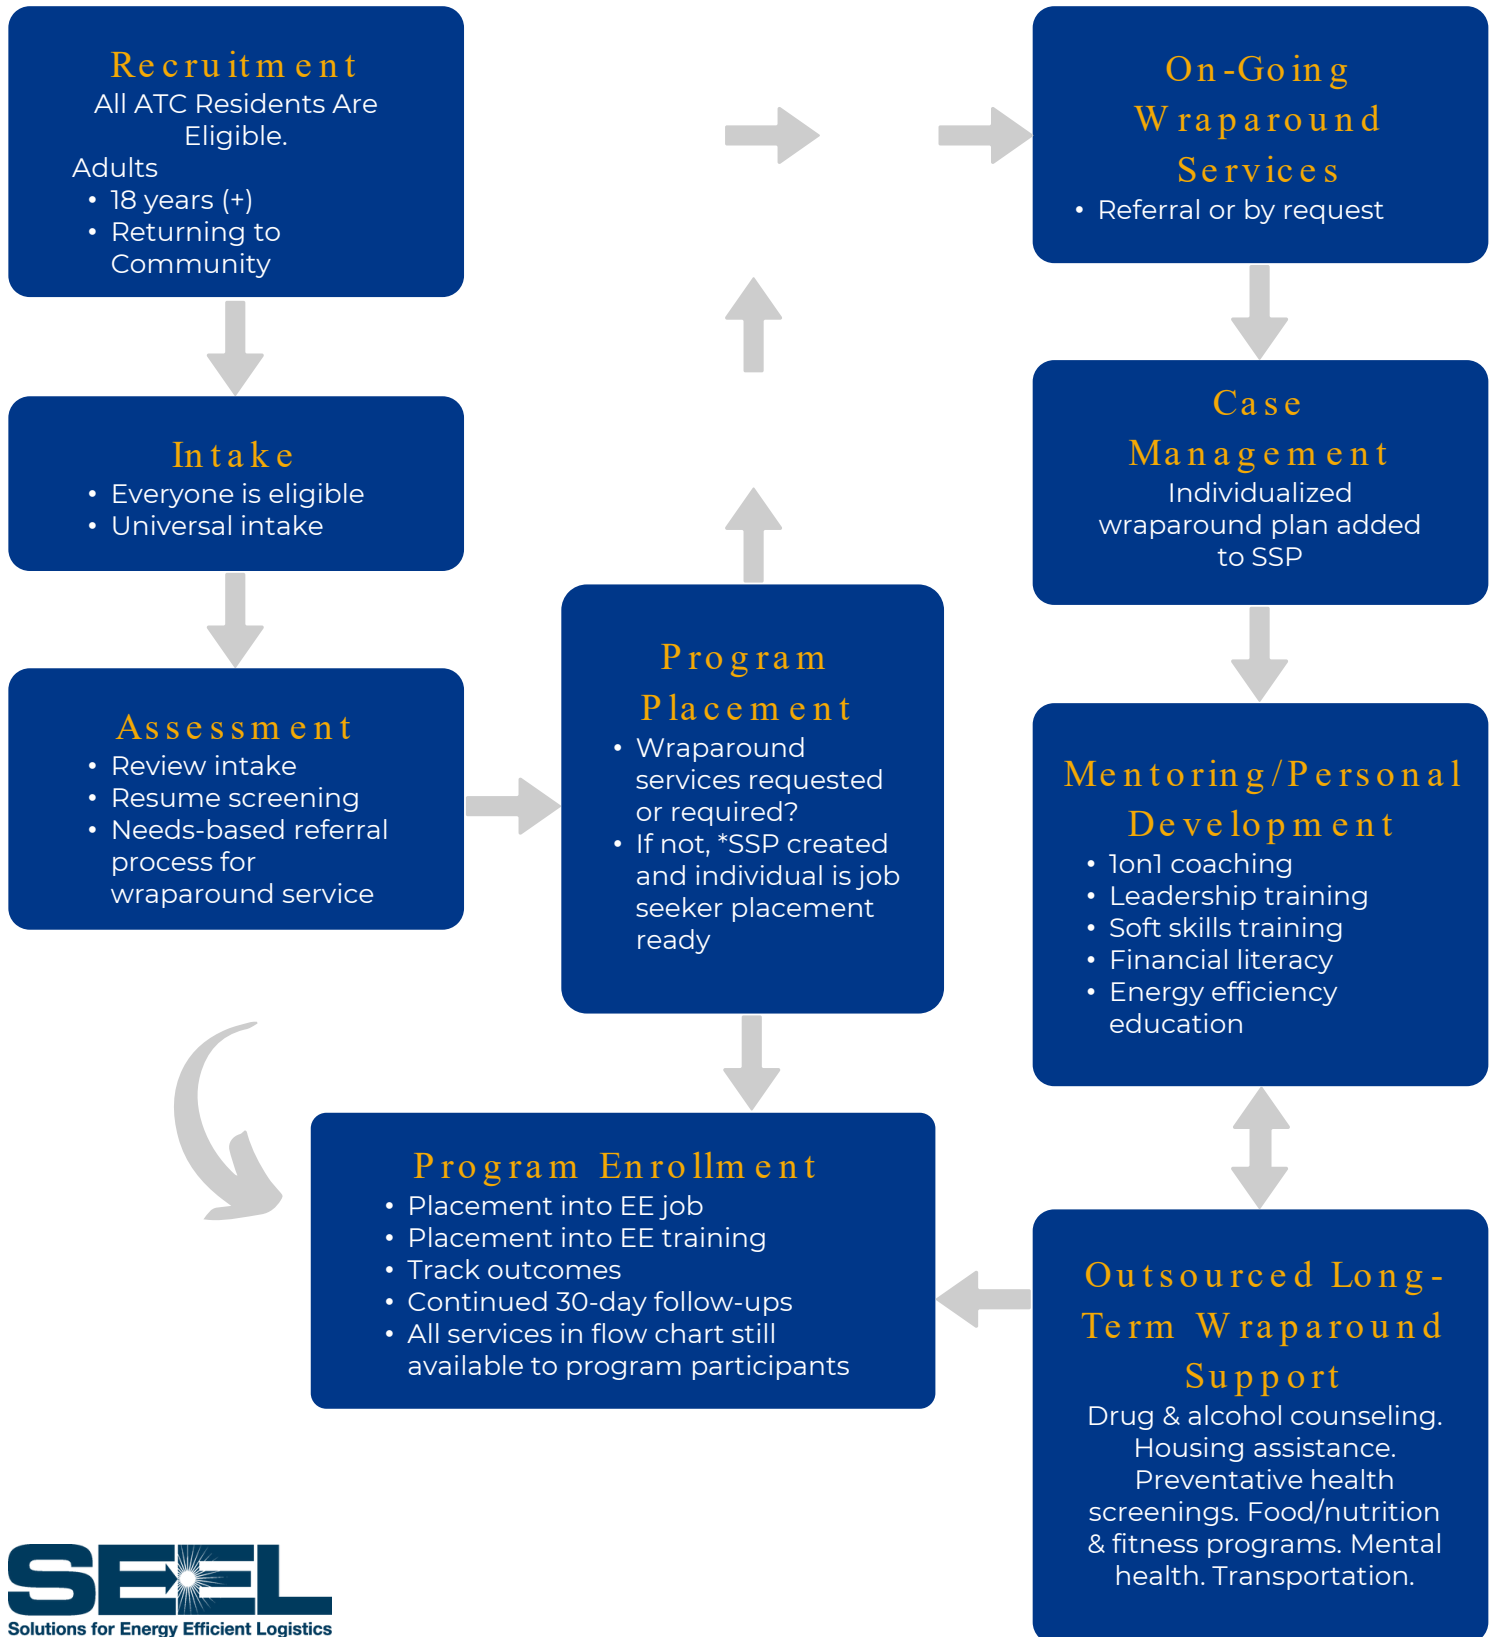 Recruitment
All ATC Residents Are
Eligible.
Adults
• 18 years (+)
• Returning to
Community
Intake
• Everyone is eligible
• Universal intake
Assessment
• Review intake
• Resume screening
• Needs-based referral
process for
wraparound service
Program
Placement
• Wraparound
services requested
or required?
• If not, *SSP created
and individual is job
seeker placement
ready
Program Enrollment
• Placement into EE job
• Placement into EE training
• Track outcomes
• Continued 30-day follow-ups
• All services in flow chart still
available to program participants
On-Going
Wraparound
Services
• Referral or by request
Case
Management
Individualized
wraparound plan added
to SSP
Mentoring/Personal
Development
• 1on1 coaching
• Leadership training
• Soft skills training
• Financial literacy
• Energy efficiency
education
Outsourced Long-
Term Wraparound
Support
Drug & alcohol counseling.
Housing assistance.
Preventative health
screenings. Food/nutrition
& fitness programs. Mental
health. Transportation.
SEEL
Solutions for Energy Efficient Logistics